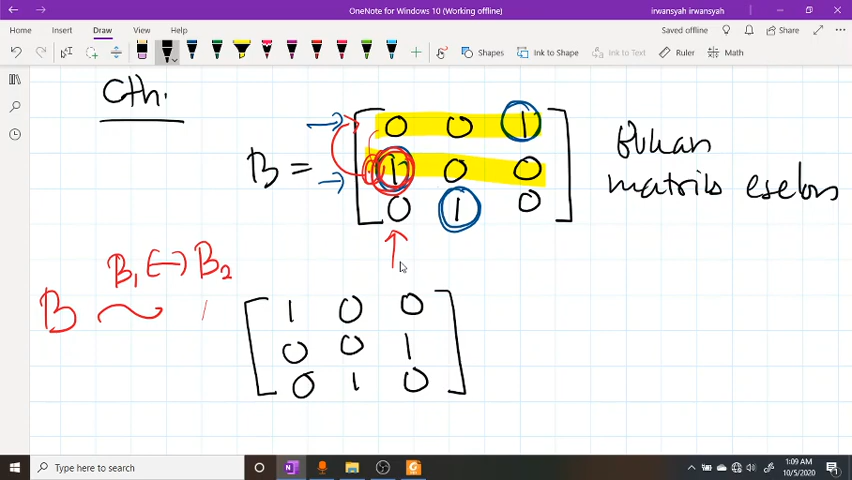 OneNote for Windows 10 (Working offline)
irwansyah irwansyah
Home Insert Draw View Help
Saved offline
Shapes Ink to Shape Ink to Text Ruler Math
Cth.
B = 0 0 1
1 0 0
0 1 0
Bukan
matriks eselon
B₁ ↔ B₂
B ~
1 0 0
0 0 1
0 1 0
Type here to search
1:09 AM
10/5/2020